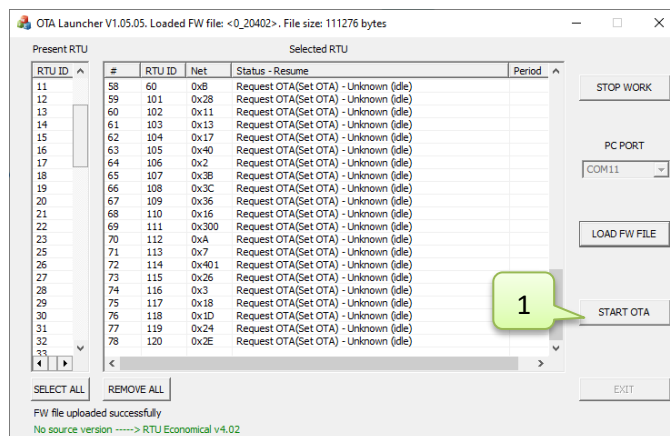 OTA Launcher V1.05.05. Loaded FW file: <0_20402>. File size: 111276 bytes
Present RTU
Selected RTU
RTU ID
11
12
13
14
15
16
17
18
19
20
21
22
23
25
26
27
28
29
30
31
32
33
# RTU ID Net Status - Resume Period
58 60 0xB Request OTA(Set OTA) - Unknown (idle)
59 101 0x28 Request OTA(Set OTA) - Unknown (idle)
60 102 0x11 Request OTA(Set OTA) - Unknown (idle)
61 103 0x13 Request OTA(Set OTA) - Unknown (idle)
62 104 0x17 Request OTA(Set OTA) - Unknown (idle)
63 105 0x40 Request OTA(Set OTA) - Unknown (idle)
64 106 0x2 Request OTA(Set OTA) - Unknown (idle)
65 107 0x3B Request OTA(Set OTA) - Unknown (idle)
66 108 0x3C Request OTA(Set OTA) - Unknown (idle)
67 109 0x36 Request OTA(Set OTA) - Unknown (idle)
68 110 0x16 Request OTA(Set OTA) - Unknown (idle)
69 111 0x300 Request OTA(Set OTA) - Unknown (idle)
70 112 0xA Request OTA(Set OTA) - Unknown (idle)
71 113 0x7 Request OTA(Set OTA) - Unknown (idle)
72 114 0x401 Request OTA(Set OTA) - Unknown (idle)
73 115 0x26 Request OTA(Set OTA) - Unknown (idle)
74 116 0x3 Request OTA(Set OTA) - Unknown (idle)
75 117 0x18 Request OTA(Set OTA) - Unknown (idle)
76 118 0x1D Request OTA(Set OTA) - Unknown (idle)
77 119 0x24 Request OTA(Set OTA) - Unknown (idle)
78 120 0x2E Request OTA(Set OTA) - Unknown (idle)
STOP WORK
PC PORT
COM11
LOAD FW FILE
1
START OTA
SELECT ALL
REMOVE ALL
EXIT
FW file uploaded successfully
No source version -----> RTU Economical v4.02